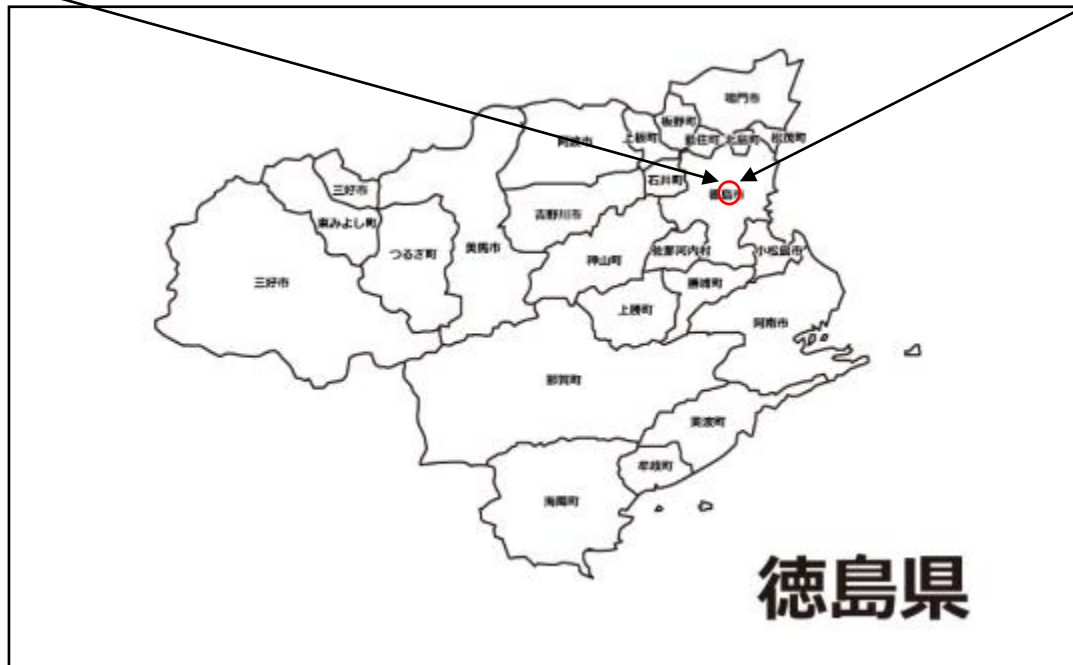 鳴門市
板野町
松茂町
北島町
藍住町
上板町
阿波市
石井町
徳島市
三好市
吉野川市
東みよし町
つるぎ町
美馬市
佐那河内村
小松島市
神山町
三好市
勝浦町
上勝町
阿南市
那賀町
美波町
牟岐町
海陽町
徳島県